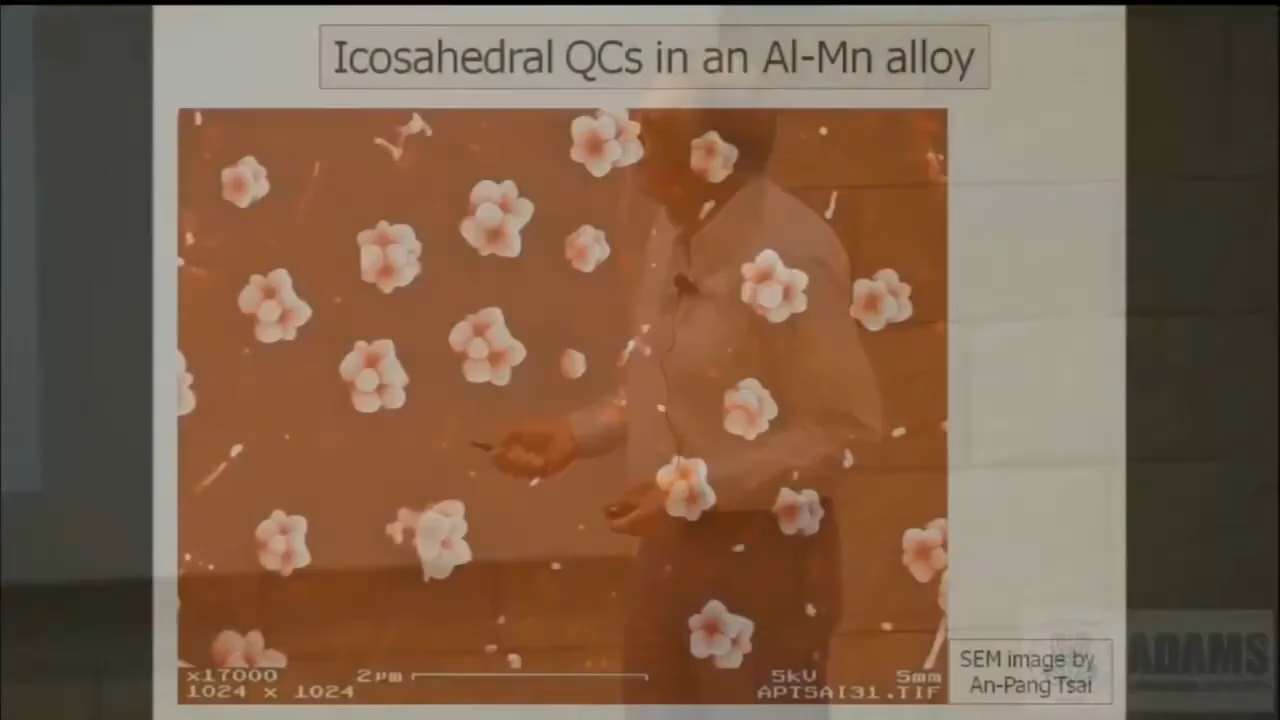 Icosahedral QCs in an Al-Mn alloy
x17000 2µm 5kV 5mm
1024 x 1024 APTSAI31.TIF
SEM image by
An-Pang Tsai
ADAMS